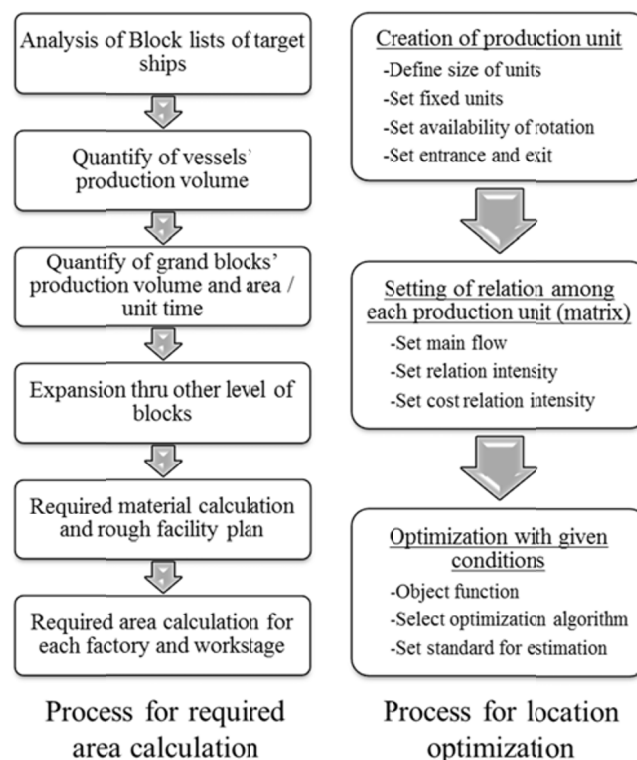 Analysis of Block lists of target
ships
Quantify of vessels'
production volume
Quantify of grand blocks'
production volume and area /
unit time
Expansion thru other level of
blocks
Required material calculation
and rough facility plan
Required area calculation for
each factory and workstage
Process for required
area calculation
Creation of production unit
-Define size of units
-Set fixed units
-Set availability of rotation
-Set entrance and exit
Setting of relation among
each production unit (matrix)
-Set main flow
-Set relation intensity
-Set cost relation intensity
Optimization with given
conditions
-Object function
-Select optimization algorithm
-Set standard for estimation
Process for location
optimization